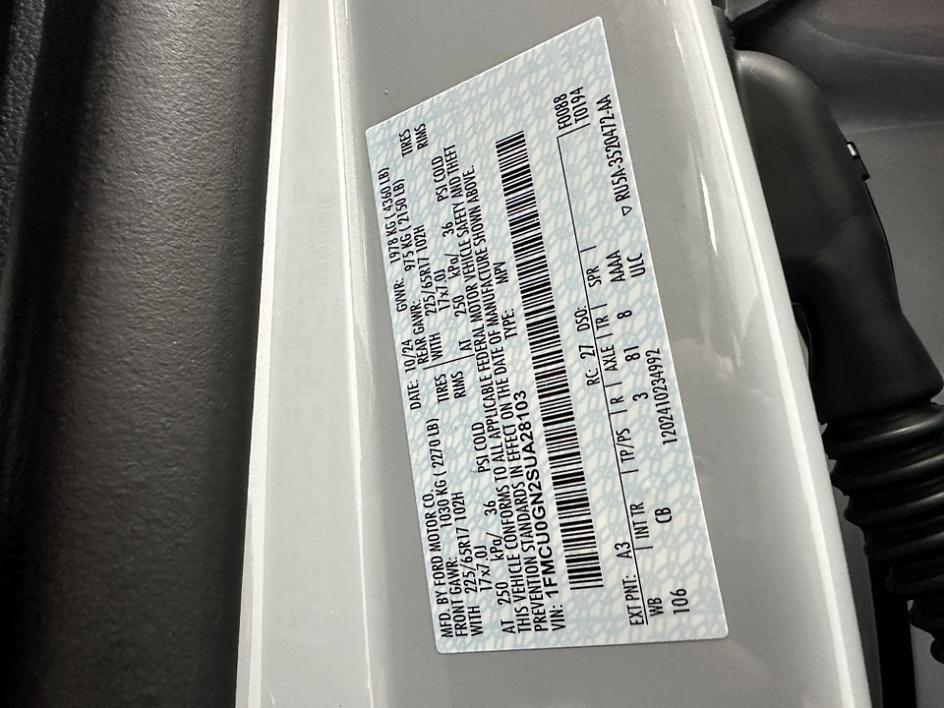 MFD. BY FORD MOTOR CO. DATE: 10/24 GVWR: 1978 KG ( 4360 LB)
FRONT GAWR: 1030 KG ( 2270 LB) REAR GAWR: 975 KG ( 2150 LB)
WITH 225/65R17 102H TIRES WITH 225/65R17 102H TIRES
17x7.0J RIMS 17x7.0J RIMS
AT 250 kPa/ 36 PSI COLD AT 250 kPa/ 36 PSI COLD
THIS VEHICLE CONFORMS TO ALL APPLICABLE FEDERAL MOTOR VEHICLE SAFETY AND THEFT
PREVENTION STANDARDS IN EFFECT ON THE DATE OF MANUFACTURE SHOWN ABOVE.
VIN: 1FMCU0GN2SUA28103 TYPE: MPV
F0088
T0194
EXT PNT: A3 RC: 27 DSO:
WB INT TR TP/PS R AXLE TR SPR
106 CB 3 81 8 AAAA
1202410234992 ULC
▽ RU5A-3520472-AA